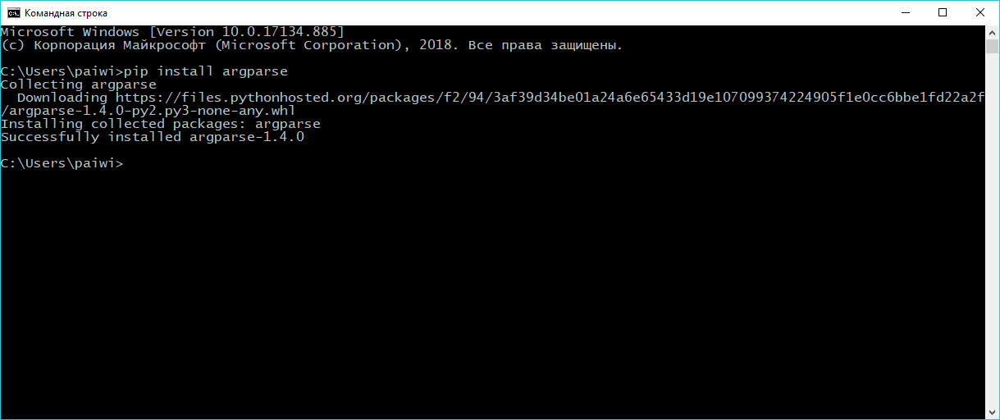 Командная строка
Microsoft Windows [Version 10.0.17134.885]
(c) Корпорация Майкрософт (Microsoft Corporation), 2018. Все права защищены.
C:\Users\paiwi>pip install argparse
Collecting argparse
  Downloading https://files.pythonhosted.org/packages/f2/94/3af39d34be01a24a6e65433d19e107099374224905f1e0cc6bbe1fd22a2f
/argparse-1.4.0-py2.py3-none-any.whl
Installing collected packages: argparse
Successfully installed argparse-1.4.0
C:\Users\paiwi>